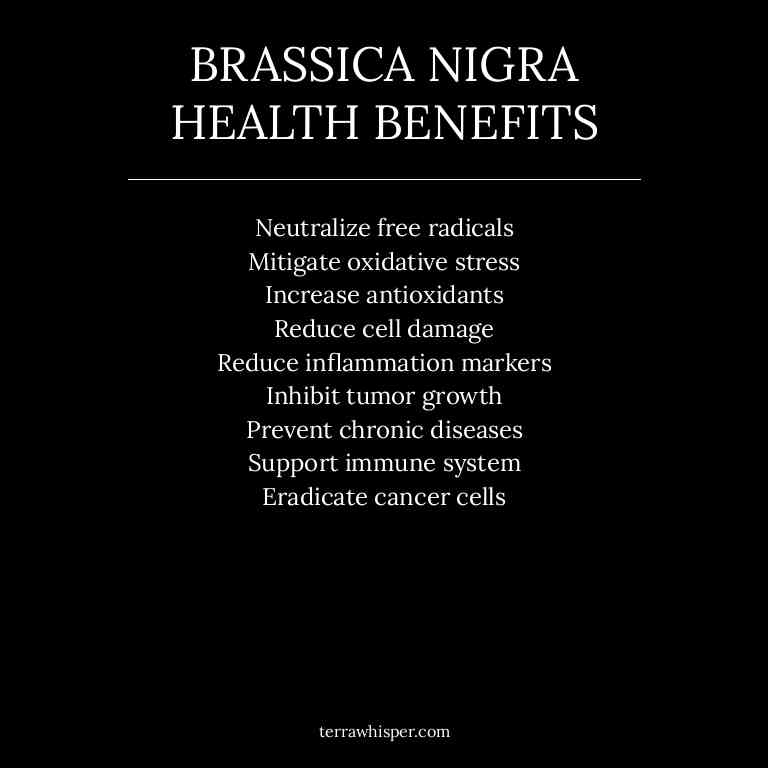 BRASSICA NIGRA
HEALTH BENEFITS
Neutralize free radicals
Mitigate oxidative stress
Increase antioxidants
Reduce cell damage
Reduce inflammation markers
Inhibit tumor growth
Prevent chronic diseases
Support immune system
Eradicate cancer cells
terrawhisper.com